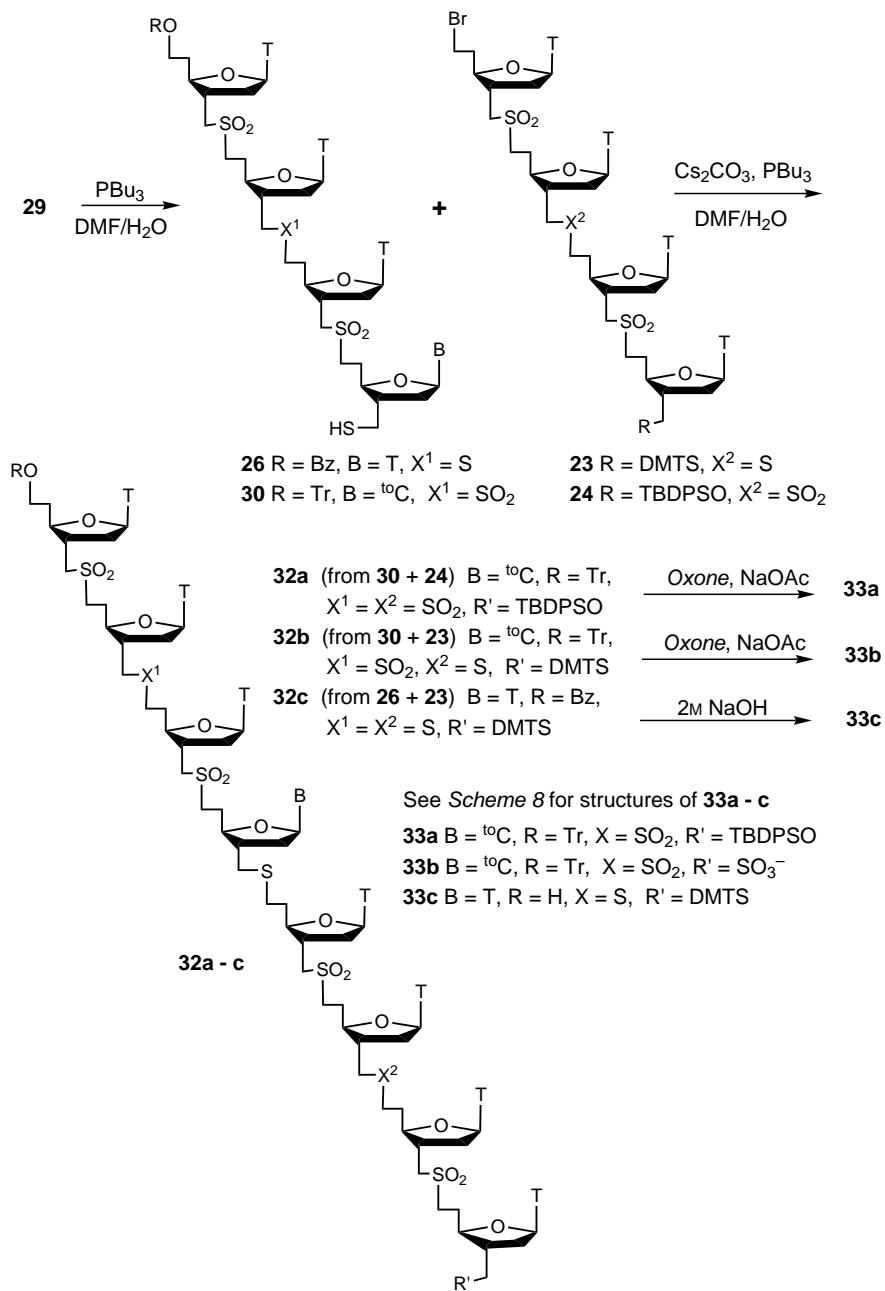 RO
T
O
SO₂
T
O
X¹
T
O
SO₂
B
O
HS
29
PBu₃
DMF/H₂O
+
Br
T
O
SO₂
T
O
X²
T
O
SO₂
T
O
R
Cs₂CO₃, PBu₃
DMF/H₂O
26 R = Bz, B = T, X¹ = S
30 R = Tr, B = ᵗᵒC, X¹ = SO₂
23 R = DMTS, X² = S
24 R = TBDPSO, X² = SO₂
RO
T
O
SO₂
T
O
X¹
T
O
SO₂
B
O
S
T
O
SO₂
T
O
X²
T
O
SO₂
T
O
R'
32a - c
32a (from 30 + 24) B = ᵗᵒC, R = Tr,
X¹ = X² = SO₂, R' = TBDPSO
Oxone, NaOAc
33a
32b (from 30 + 23) B = ᵗᵒC, R = Tr,
X¹ = SO₂, X² = S, R' = DMTS
Oxone, NaOAc
33b
32c (from 26 + 23) B = T, R = Bz,
X¹ = X² = S, R' = DMTS
2M NaOH
33c
See Scheme 8 for structures of 33a - c
33a B = ᵗᵒC, R = Tr, X = SO₂, R' = TBDPSO
33b B = ᵗᵒC, R = Tr, X = SO₂, R' = SO₃⁻
33c B = T, R = H, X = S, R' = DMTS